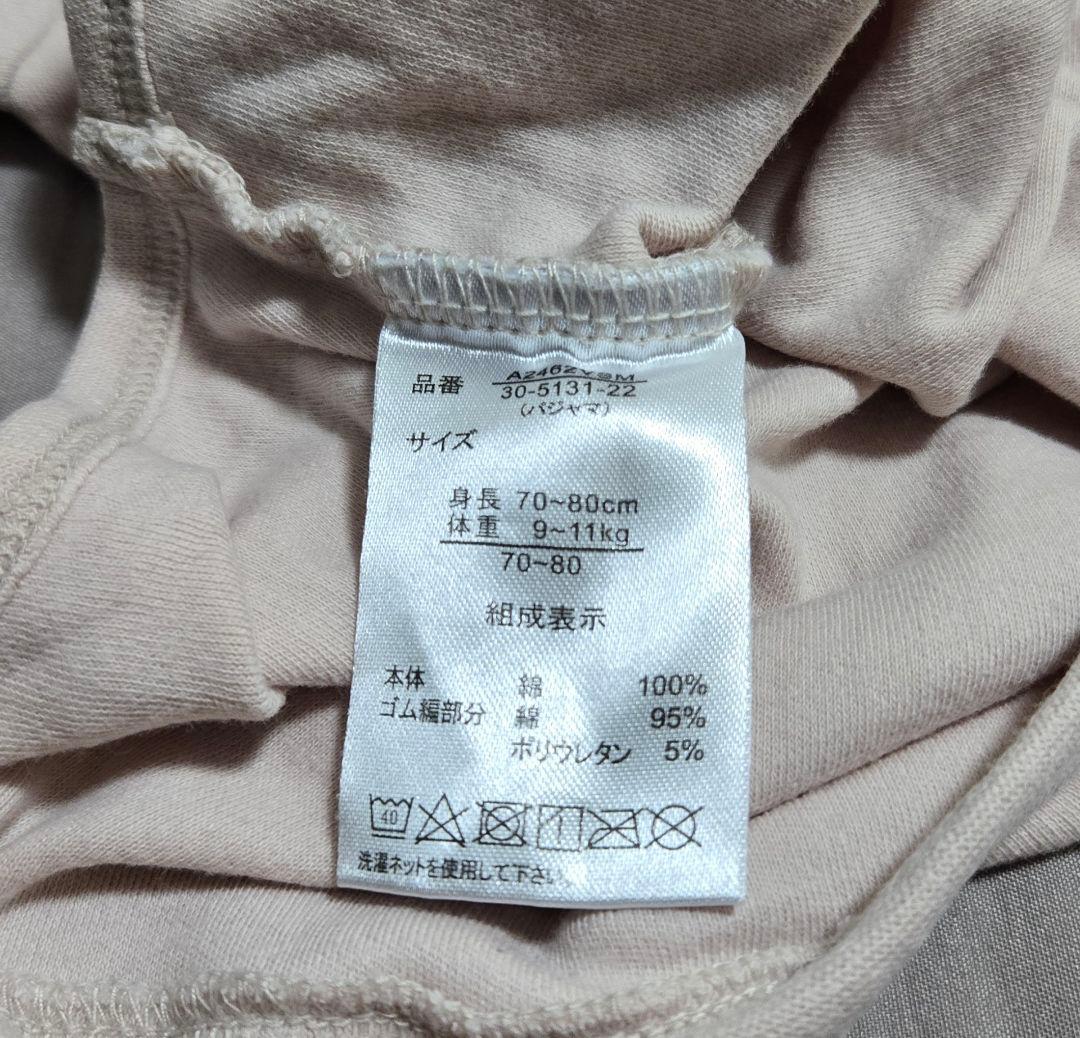 品番
30-5131-22
(パジャマ)
サイズ
身長 70~80cm
体重 9~11kg
70~80
組成表示
本体 綿 100%
ゴム編部分 綿 95%
ポリウレタン 5%
40
洗濯ネットを使用して下さい